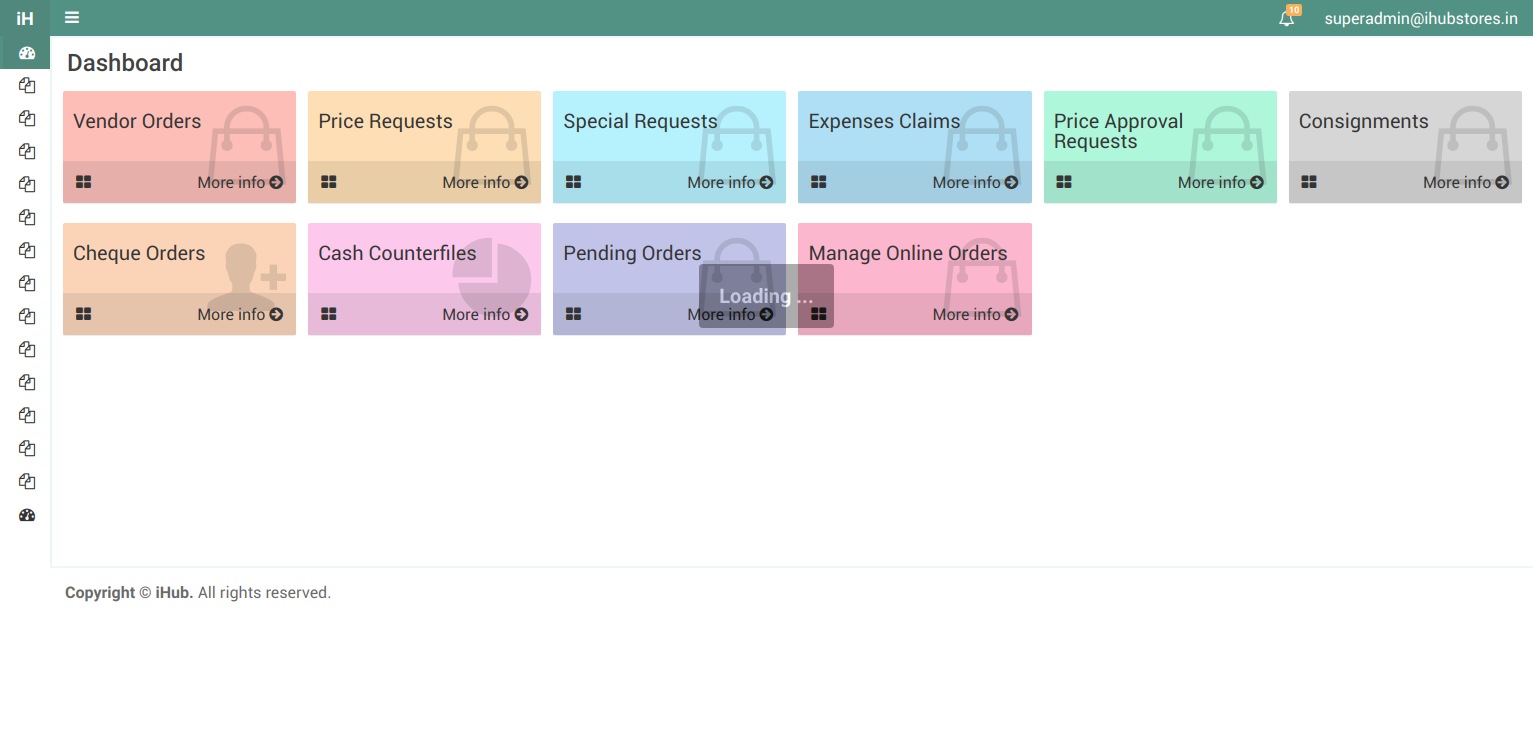 iH
10
superadmin@ihubstores.in
Dashboard
Vendor Orders
More info
Price Requests
More info
Special Requests
More info
Expenses Claims
More info
Price Approval
Requests
More info
Consignments
More info
Cheque Orders
More info
Cash Counterfiles
More info
Pending Orders
More info
Manage Online Orders
More info
Loading ...
Copyright © iHub. All rights reserved.